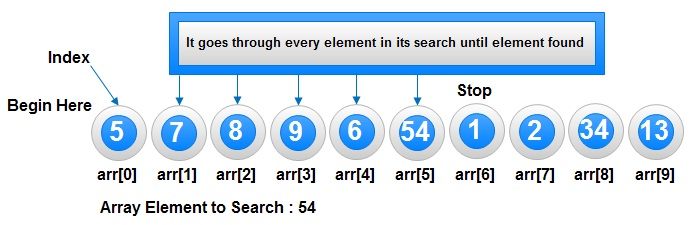 It goes through every element in its search until element found
Index
Stop
Begin Here
5 7 8 9 6 54 1 2 34 13
arr[0] arr[1] arr[2] arr[3] arr[4] arr[5] arr[6] arr[7] arr[8] arr[9]
Array Element to Search : 54